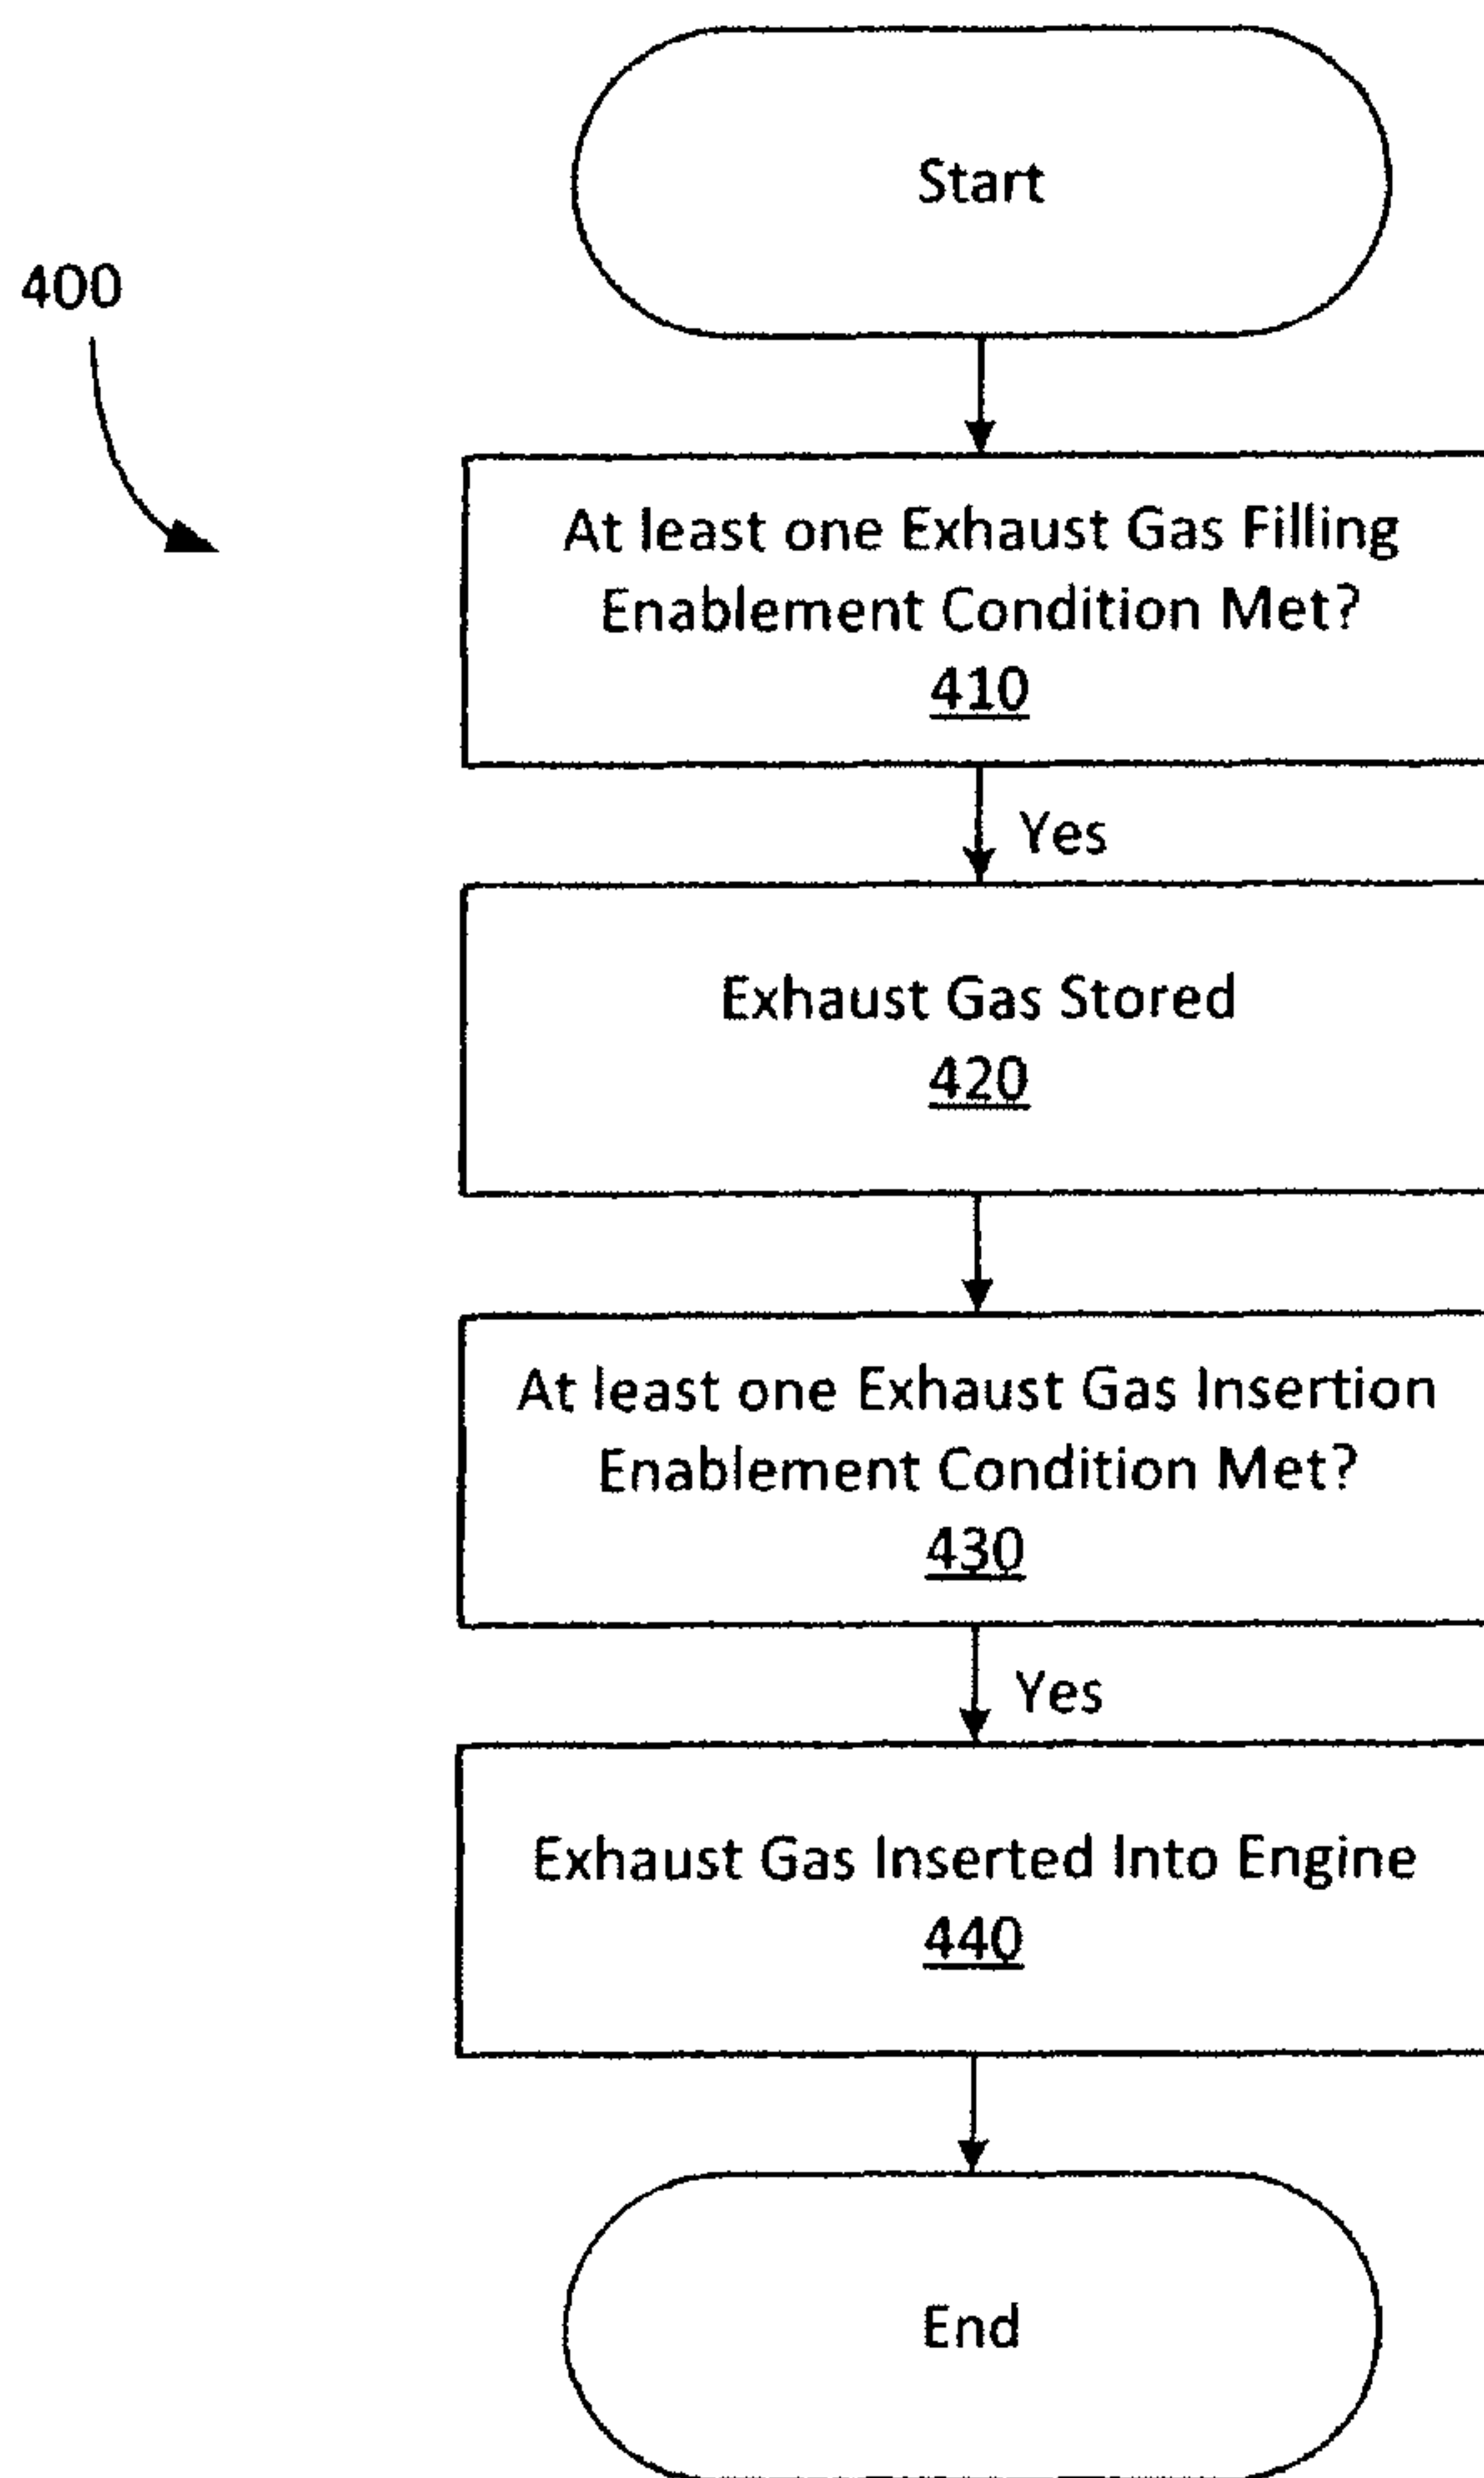 Start
400
At least one Exhaust Gas Filling
Enablement Condition Met?
410
Yes
Exhaust Gas Stored
420
At least one Exhaust Gas Insertion
Enablement Condition Met?
430
Yes
Exhaust Gas Inserted Into Engine
440
End